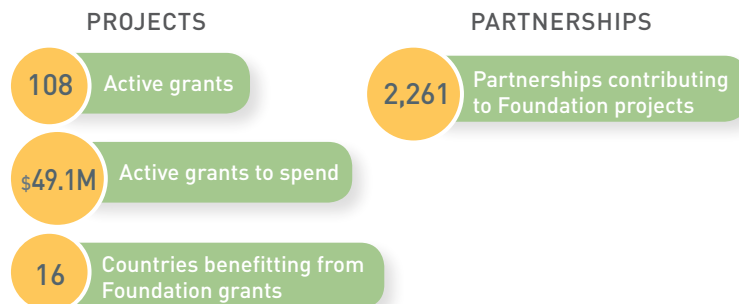 PROJECTS
108
Active grants
$49.1M
Active grants to spend
16
Countries benefitting from
Foundation grants
PARTNERSHIPS
2,261
Partnerships contributing
to Foundation projects